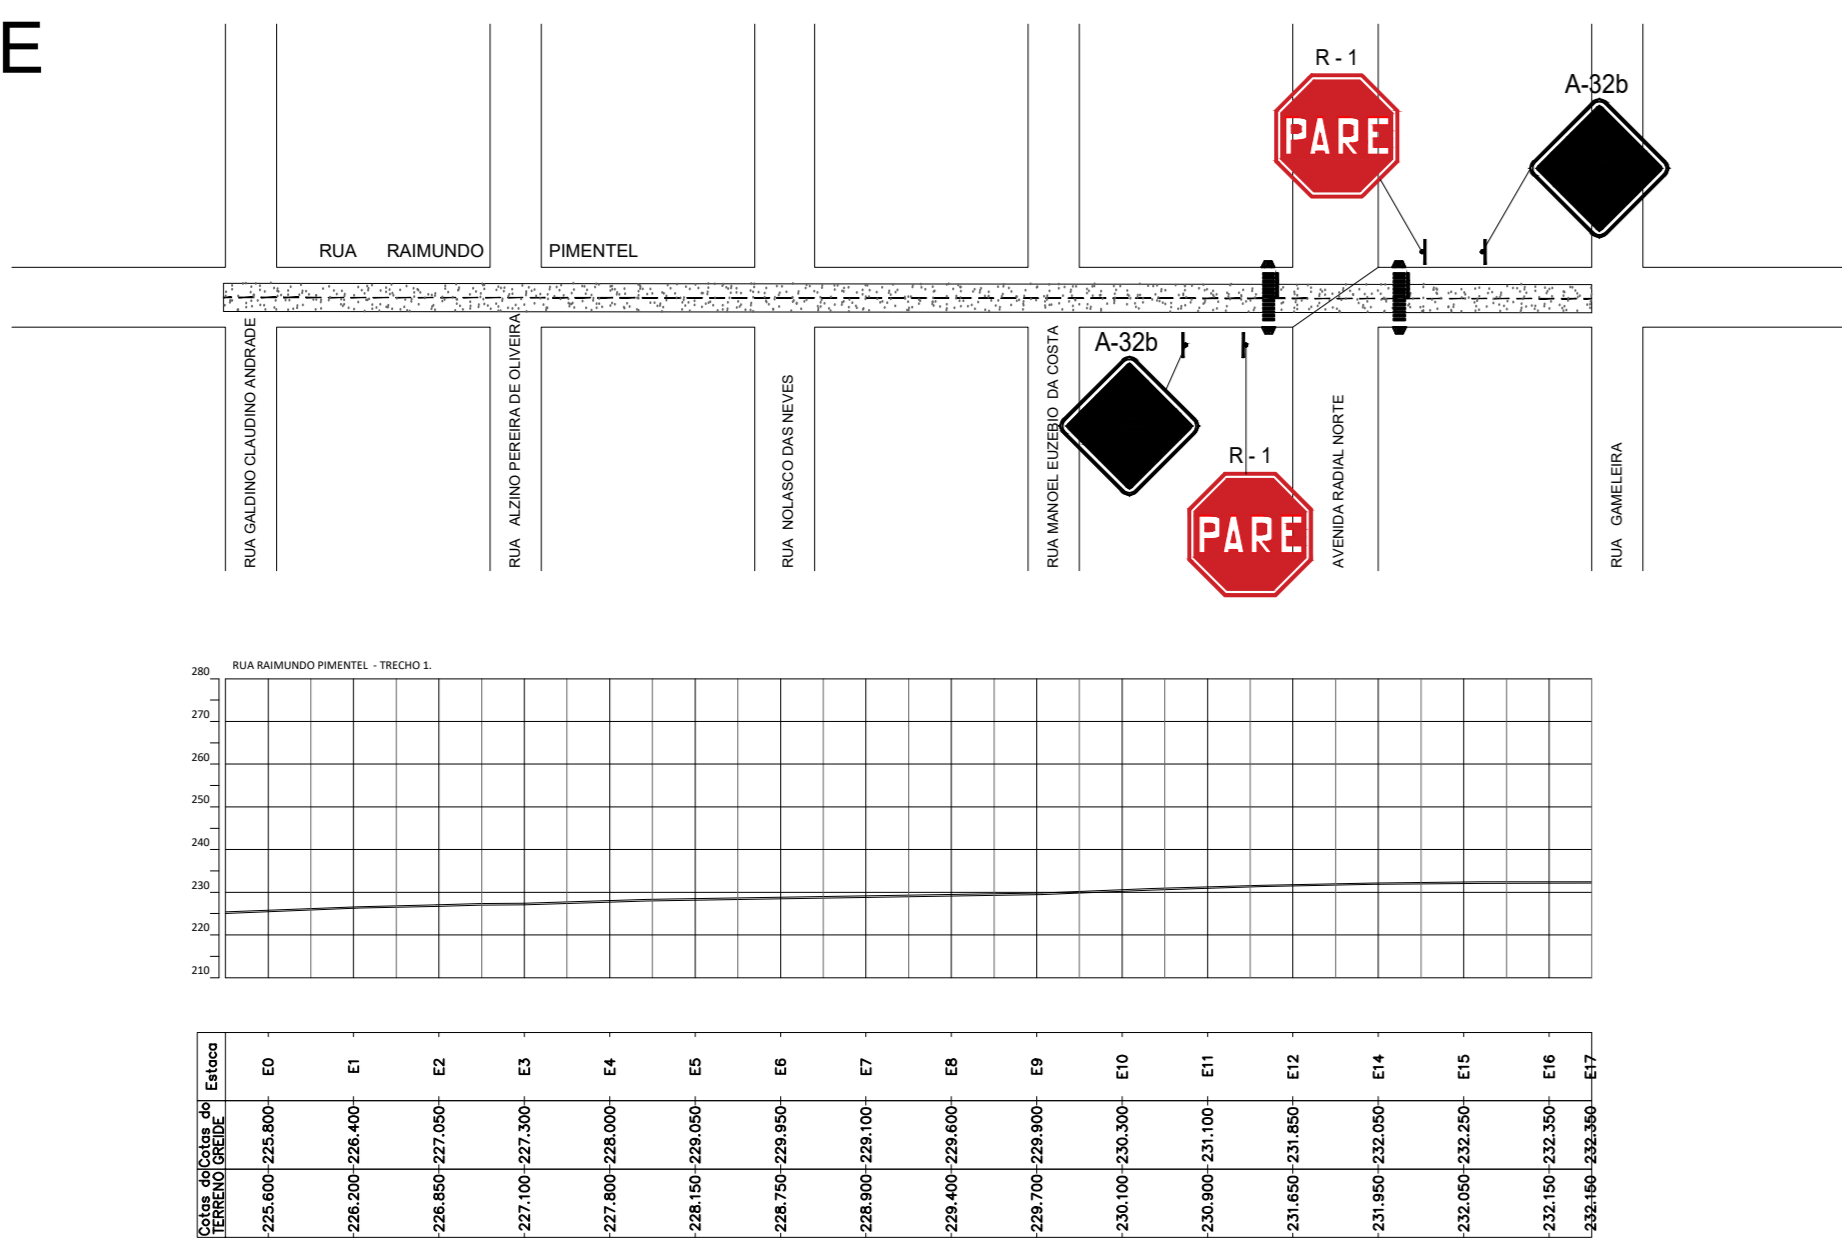 E
R - 1
A-32b
PARE
RUA RAIMUNDO PIMENTEL
RUA GALDINO CLAUDINO ANDRADE
RUA ALZINO PEREIRA DE OLIVEIRA
RUA NOLASCO DAS NEVES
RUA MANOEL EUZEBIO DA COSTA
A-32b
R - 1
PARE
AVENIDA RADIAL NORTE
RUA GAMELEIRA
RUA RAIMUNDO PIMENTEL - TRECHO 1.
280
270
260
250
240
230
220
210
Estaca E0 E1 E2 E3 E4 E5 E6 E7 E8 E9 E10 E11 E12 E14 E15 E16 E17
Cotas do GREIDE 225.800 226.400 227.050 227.300 228.000 229.050 229.950 229.100 229.600 229.900 230.300 231.100 231.850 232.050 232.250 232.350 232.350
Cotas do TERRENO 225.600 226.200 226.850 227.100 227.800 228.150 228.750 228.900 229.400 229.700 230.100 230.900 231.650 231.950 232.050 232.150 232.150